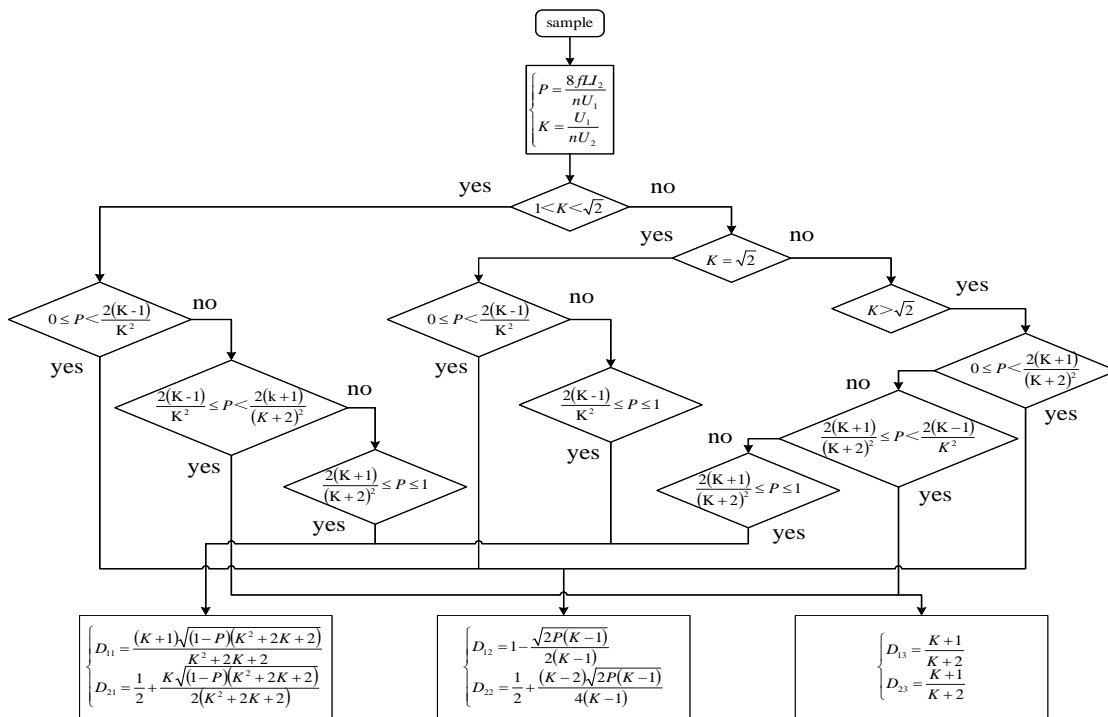 sample
P = 8fLI₂ / nU₁
K = U₁ / nU₂
yes
no
1<K<√2
yes
no
K = √2
yes
K>√2
0 ≤ P < 2(K-1) / K²
no
yes
0 ≤ P < 2(K-1) / K²
no
yes
0 ≤ P < 2(K+1) / (K+2)²
no
yes
2(K-1) / K² ≤ P < 2(k+1) / (K+2)²
no
yes
2(K-1) / K² ≤ P ≤ 1
yes
2(K+1) / (K+2)² ≤ P < 2(K-1) / K²
no
yes
2(K+1) / (K+2)² ≤ P ≤ 1
yes
2(K+1) / (K+2)² ≤ P ≤ 1
yes
D₁₁ = (K+1)√((1-P)(K²+2K+2)) / K²+2K+2
D₂₁ = 1/2 + K√((1-P)(K²+2K+2)) / 2(K²+2K+2)
D₁₂ = 1 - √(2P(K-1)) / 2(K-1)
D₂₂ = 1/2 + (K-2)√(2P(K-1)) / 4(K-1)
D₁₃ = K+1 / K+2
D₂₃ = K+1 / K+2